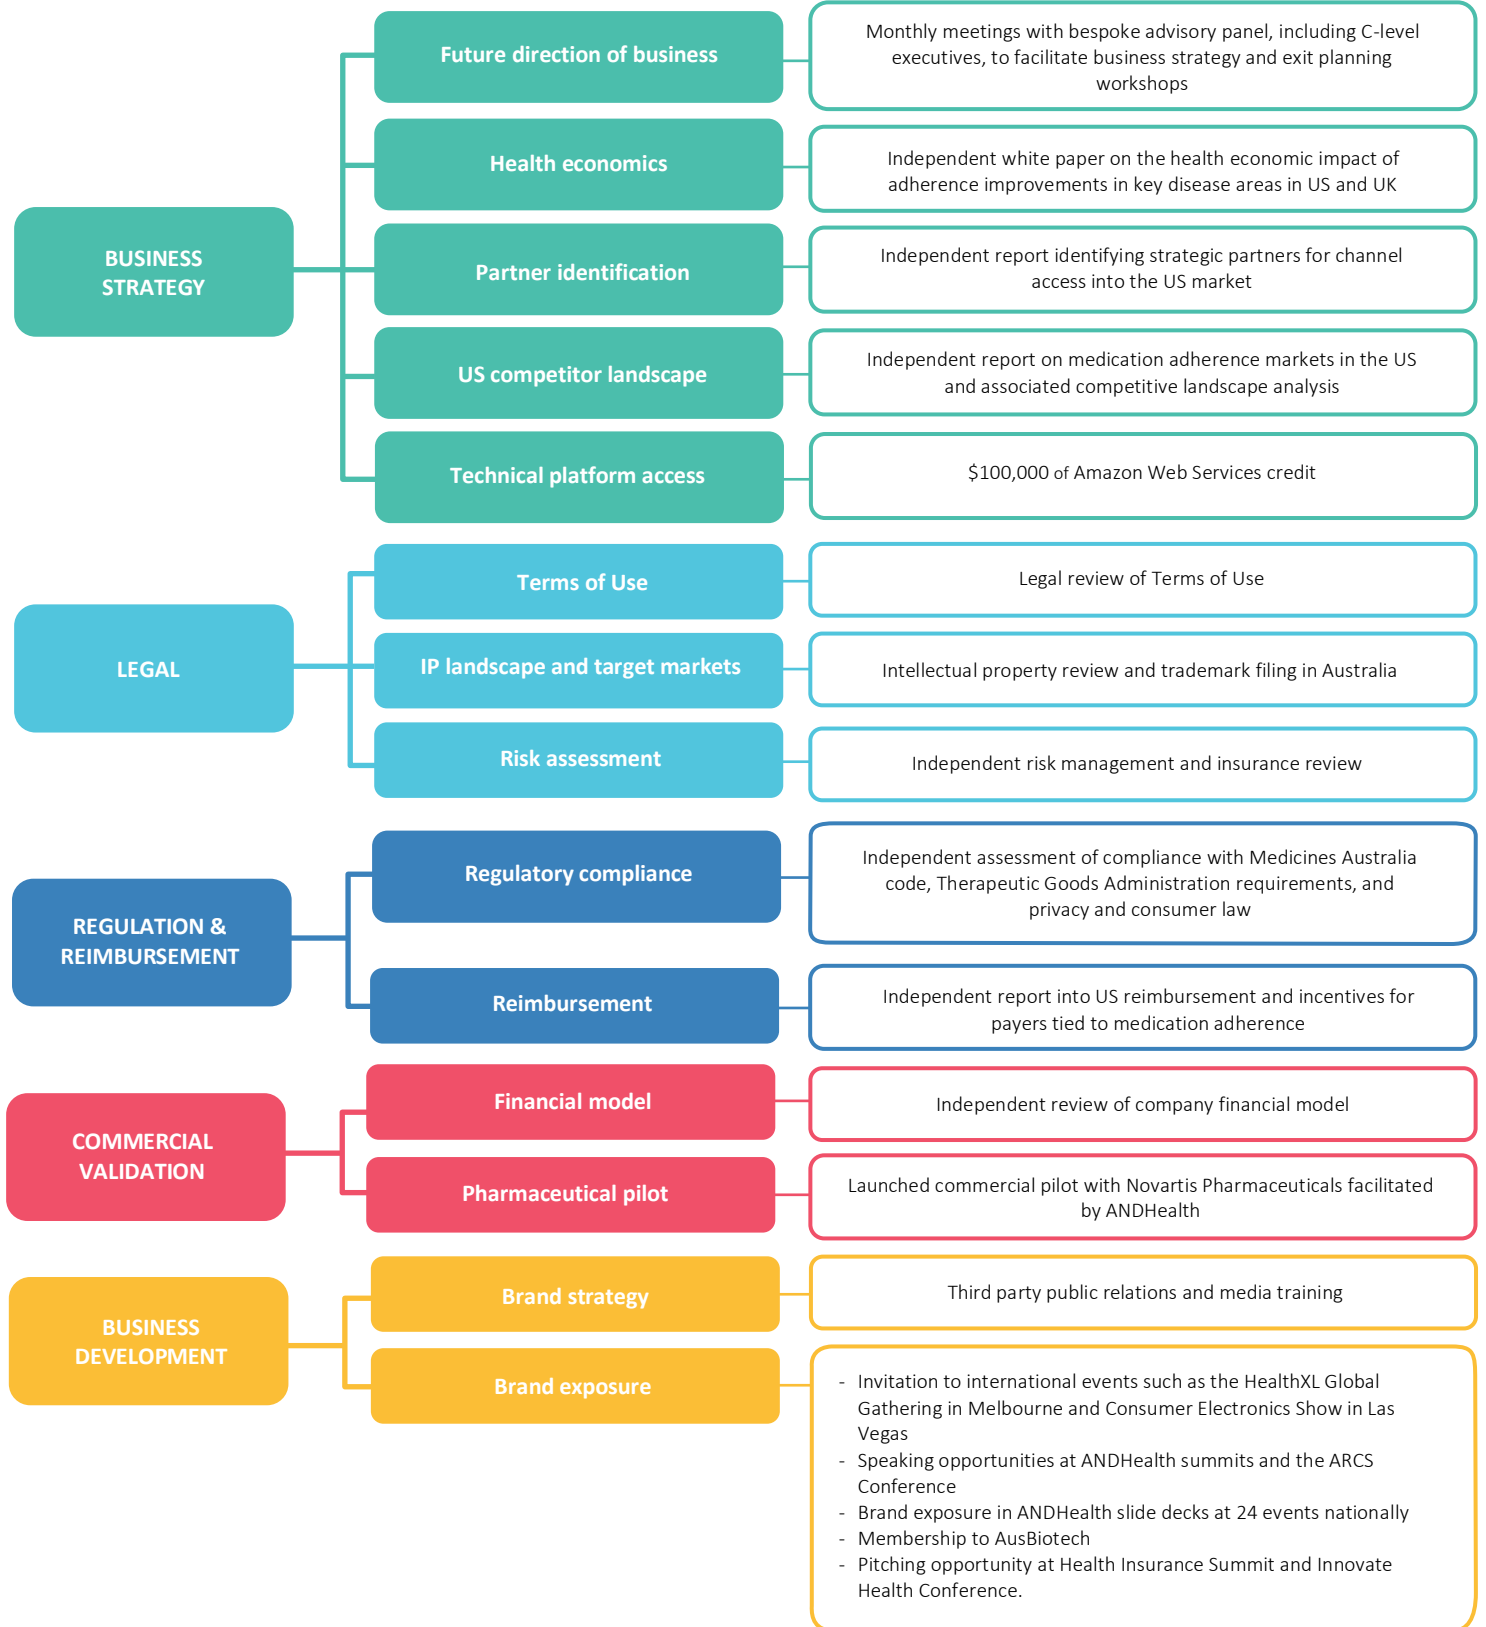 Future direction of business
Monthly meetings with bespoke advisory panel, including C-level
executives, to facilitate business strategy and exit planning
workshops
Health economics
Independent white paper on the health economic impact of
adherence improvements in key disease areas in US and UK
BUSINESS
STRATEGY
Partner identification
Independent report identifying strategic partners for channel
access into the US market
US competitor landscape
Independent report on medication adherence markets in the US
and associated competitive landscape analysis
Technical platform access
$100,000 of Amazon Web Services credit
LEGAL
Terms of Use
Legal review of Terms of Use
IP landscape and target markets
Intellectual property review and trademark filing in Australia
Risk assessment
Independent risk management and insurance review
REGULATION &
REIMBURSEMENT
Regulatory compliance
Independent assessment of compliance with Medicines Australia
code, Therapeutic Goods Administration requirements, and
privacy and consumer law
Reimbursement
Independent report into US reimbursement and incentives for
payers tied to medication adherence
COMMERCIAL
VALIDATION
Financial model
Independent review of company financial model
Pharmaceutical pilot
Launched commercial pilot with Novartis Pharmaceuticals facilitated
by ANDHealth
BUSINESS
DEVELOPMENT
Brand strategy
Third party public relations and media training
Brand exposure
- Invitation to international events such as the HealthXL Global
Gathering in Melbourne and Consumer Electronics Show in Las
Vegas
- Speaking opportunities at ANDHealth summits and the ARCS
Conference
- Brand exposure in ANDHealth slide decks at 24 events nationally
- Membership to AusBiotech
- Pitching opportunity at Health Insurance Summit and Innovate
Health Conference.